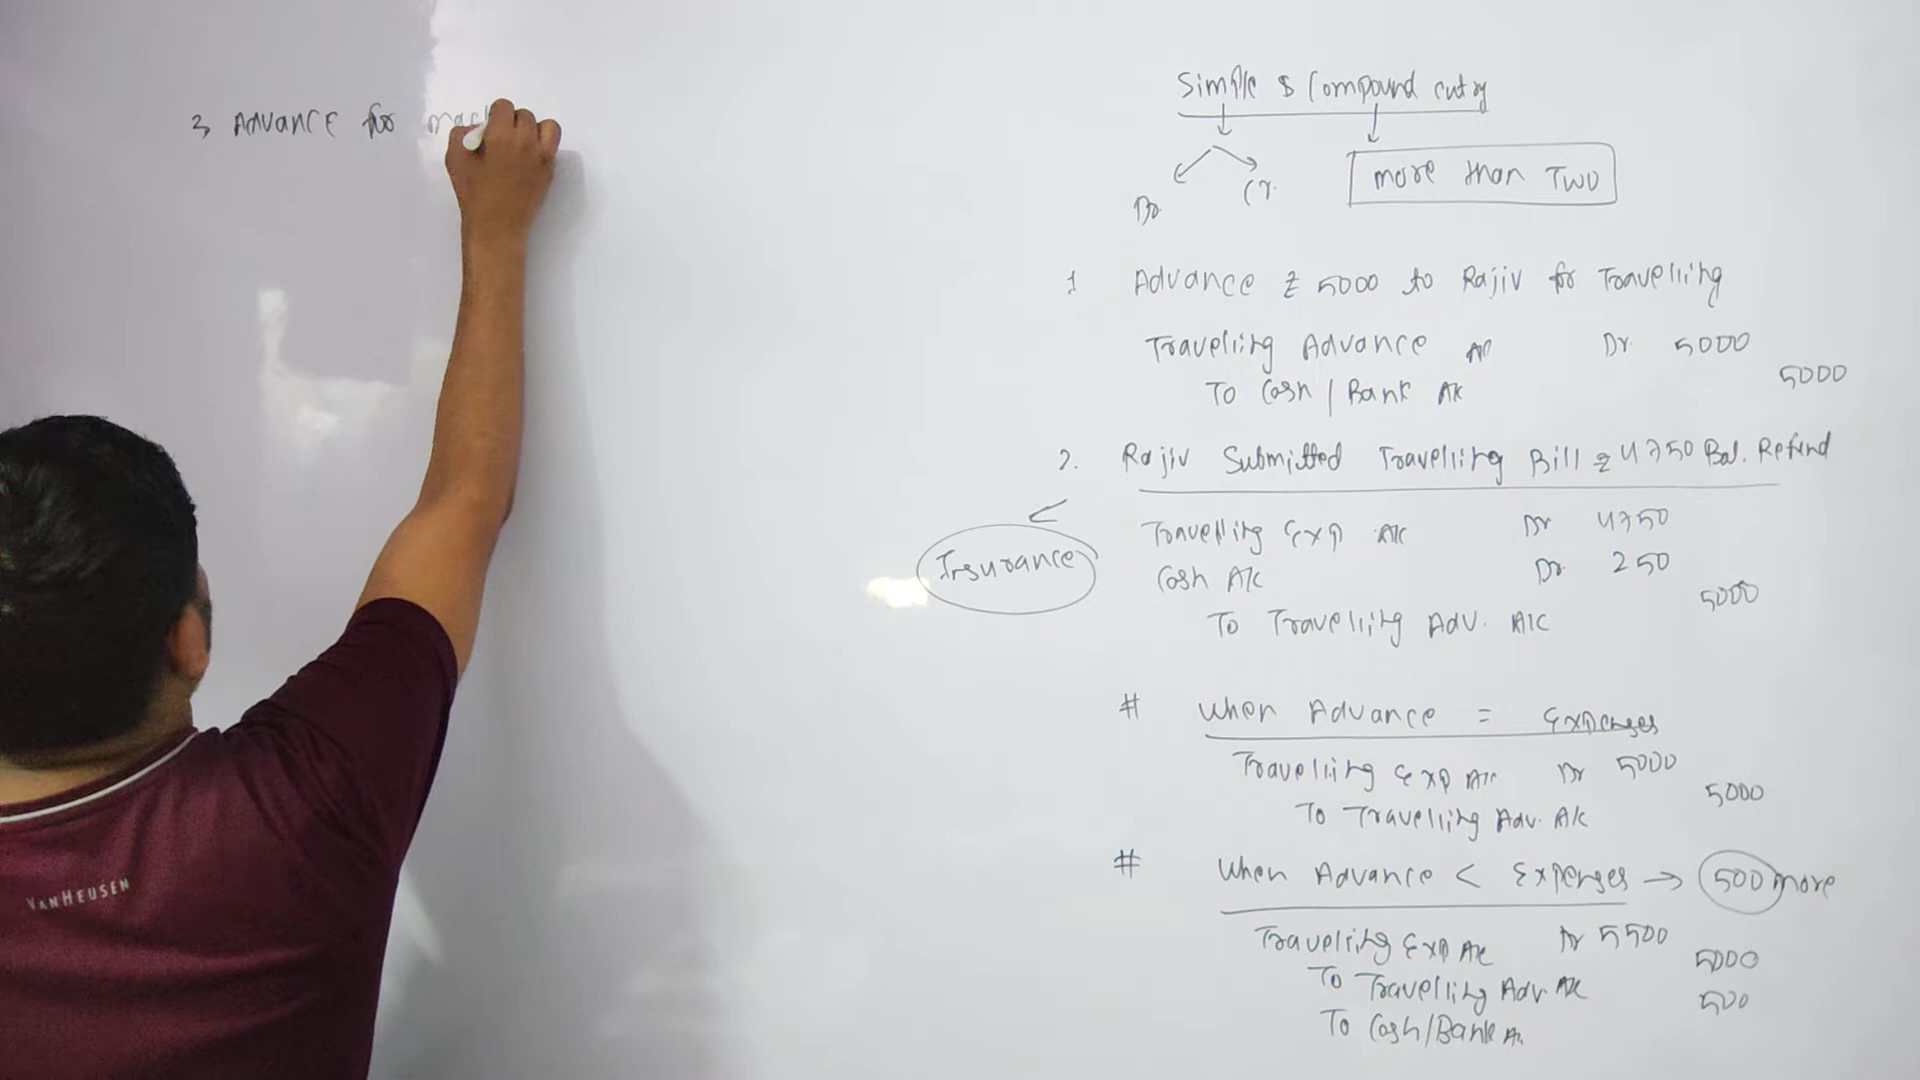 3 Advance for
Simple & Compound entry
Dr. Cr.
more than Two
1 Advance ₹ 5000 to Rajiv for Travelling
Travelling Advance A/c Dr. 5000
To Cash / Bank A/c 5000
2. Rajiv Submitted Travelling Bill ₹ 4750 Bal. Refund
<
Insurance
Travelling Exp A/c Dr 4750
Cash A/c Dr. 250
To Travelling Adv. A/c 5000
# When Advance = Expenses
Travelling Exp A/c Dr 5000
To Travelling Adv. A/c 5000
# When Advance < Expenses → 500 more
Travelling Exp A/c Dr 5500
To Travelling Adv. A/c 5000
To Cash/Bank A/c 500
VAN HEUSEN